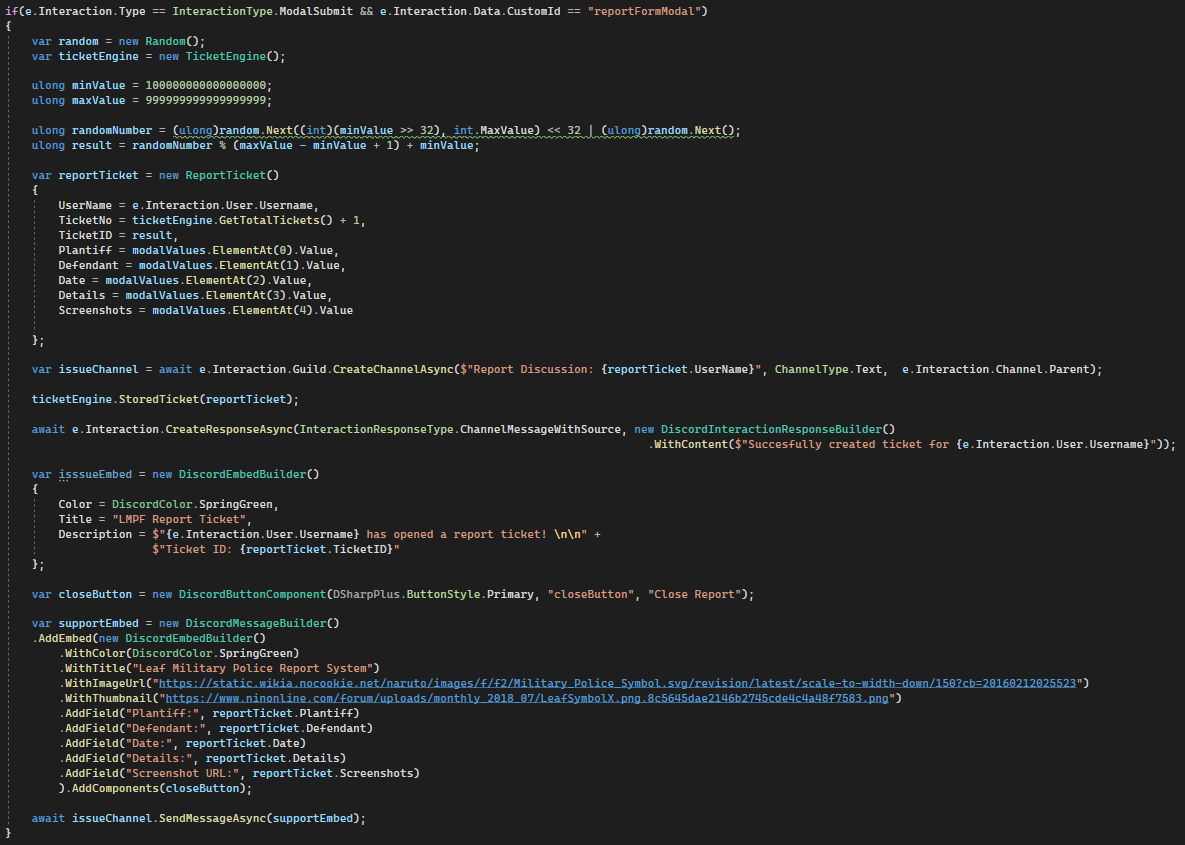 if(e.Interaction.Type == InteractionType.ModalSubmit && e.Interaction.Data.CustomId == "reportFormModal")
{
var random = new Random();
var ticketEngine = new TicketEngine();
ulong minValue = 100000000000000000;
ulong maxValue = 999999999999999999;
ulong randomNumber = (ulong)random.Next((int)(minValue >> 32), int.MaxValue) << 32 | (ulong)random.Next();
ulong result = randomNumber % (maxValue - minValue + 1) + minValue;
var reportTicket = new ReportTicket()
{
UserName = e.Interaction.User.Username,
TicketNo = ticketEngine.GetTotalTickets() + 1,
TicketID = result,
Plantiff = modalValues.ElementAt(0).Value,
Defendant = modalValues.ElementAt(1).Value,
Date = modalValues.ElementAt(2).Value,
Details = modalValues.ElementAt(3).Value,
Screenshots = modalValues.ElementAt(4).Value
};
var issueChannel = await e.Interaction.Guild.CreateChannelAsync($"Report Discussion: {reportTicket.UserName}", ChannelType.Text,  e.Interaction.Channel.Parent);
ticketEngine.StoredTicket(reportTicket);
await e.Interaction.CreateResponseAsync(InteractionResponseType.ChannelMessageWithSource, new DiscordInteractionResponseBuilder()
.WithContent($"Succesfully created ticket for {e.Interaction.User.Username}"));
var isssueEmbed = new DiscordEmbedBuilder()
{
Color = DiscordColor.SpringGreen,
Title = "LMPF Report Ticket",
Description = $"{e.Interaction.User.Username} has opened a report ticket! \n\n" +
$"Ticket ID: {reportTicket.TicketID}"
};
var closeButton = new DiscordButtonComponent(DSharpPlus.ButtonStyle.Primary, "closeButton", "Close Report");
var supportEmbed = new DiscordMessageBuilder()
.AddEmbed(new DiscordEmbedBuilder()
.WithColor(DiscordColor.SpringGreen)
.WithTitle("Leaf Military Police Report System")
.WithImageUrl("https://static.wikia.nocookie.net/naruto/images/f/f2/Military_Police_Symbol.svg/revision/latest/scale-to-width-down/150?cb=20160212025523")
.WithThumbnail("https://www.ninonline.com/forum/uploads/monthly_2018_07/LeafSymbolX.png.8c5645dae2146b2745cde4c4a48f7583.png")
.AddField("Plantiff:", reportTicket.Plantiff)
.AddField("Defendant:", reportTicket.Defendant)
.AddField("Date:", reportTicket.Date)
.AddField("Details:", reportTicket.Details)
.AddField("Screenshot URL:", reportTicket.Screenshots)
).AddComponents(closeButton);
await issueChannel.SendMessageAsync(supportEmbed);
}